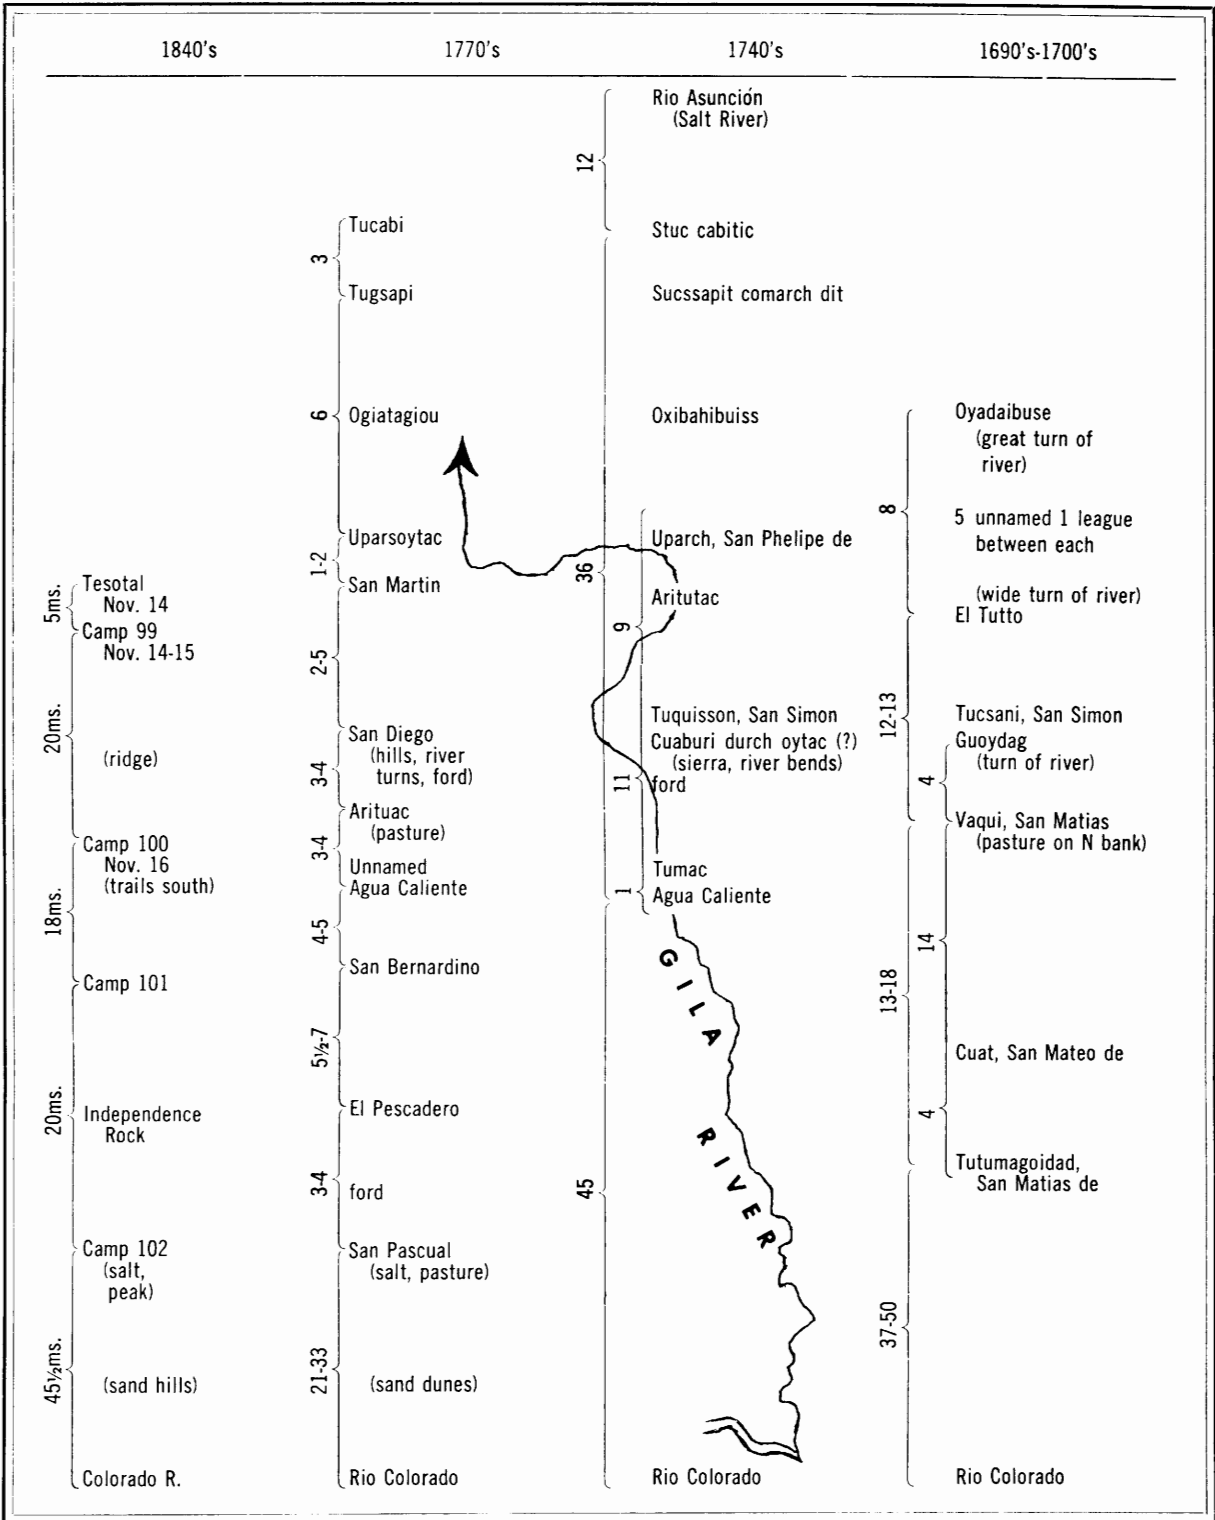 1840's
1770's
1740's
1690's-1700's
5ms.
Tesotal
Nov. 14
Camp 99
Nov. 14-15
20ms.
(ridge)
Camp 100
Nov. 16
(trails south)
18ms.
Camp 101
20ms.
Independence
Rock
Camp 102
(salt,
peak)
45½ms.
(sand hills)
Colorado R.
Tucabi
3
Tugsapi
6
Ogiatagiou
Uparsoytac
1-2
San Martin
2-5
San Diego
(hills, river
turns, ford)
3-4
Arituac
(pasture)
3-4
Unnamed
Agua Caliente
4-5
San Bernardino
5½-7
El Pescadero
3-4
ford
San Pascual
(salt, pasture)
21-33
(sand dunes)
Rio Colorado
Rio Asunción
(Salt River)
12
Stuc cabitic
Sucssapit comarch dit
Oxibahibuiss
Uparch, San Phelipe de
36
Aritutac
9
Tuquisson, San Simon
Cuaburi durch oytac (?)
(sierra, river bends)
11
ford
Tumac
1
Agua Caliente
GILA
RIVER
45
Rio Colorado
Oyadaibuse
(great turn of
river)
8
5 unnamed 1 league
between each
(wide turn of river)
El Tutto
12-13
Tucsani, San Simon
Guoydag
(turn of river)
4
Vaqui, San Matias
(pasture on N bank)
14
13-18
Cuat, San Mateo de
4
Tutumagoidad,
San Matias de
37-50
Rio Colorado